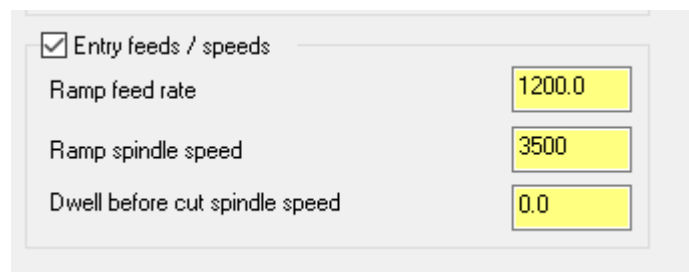 Entry feeds / speeds
Ramp feed rate 1200.0
Ramp spindle speed 3500
Dwell before cut spindle speed 0.0